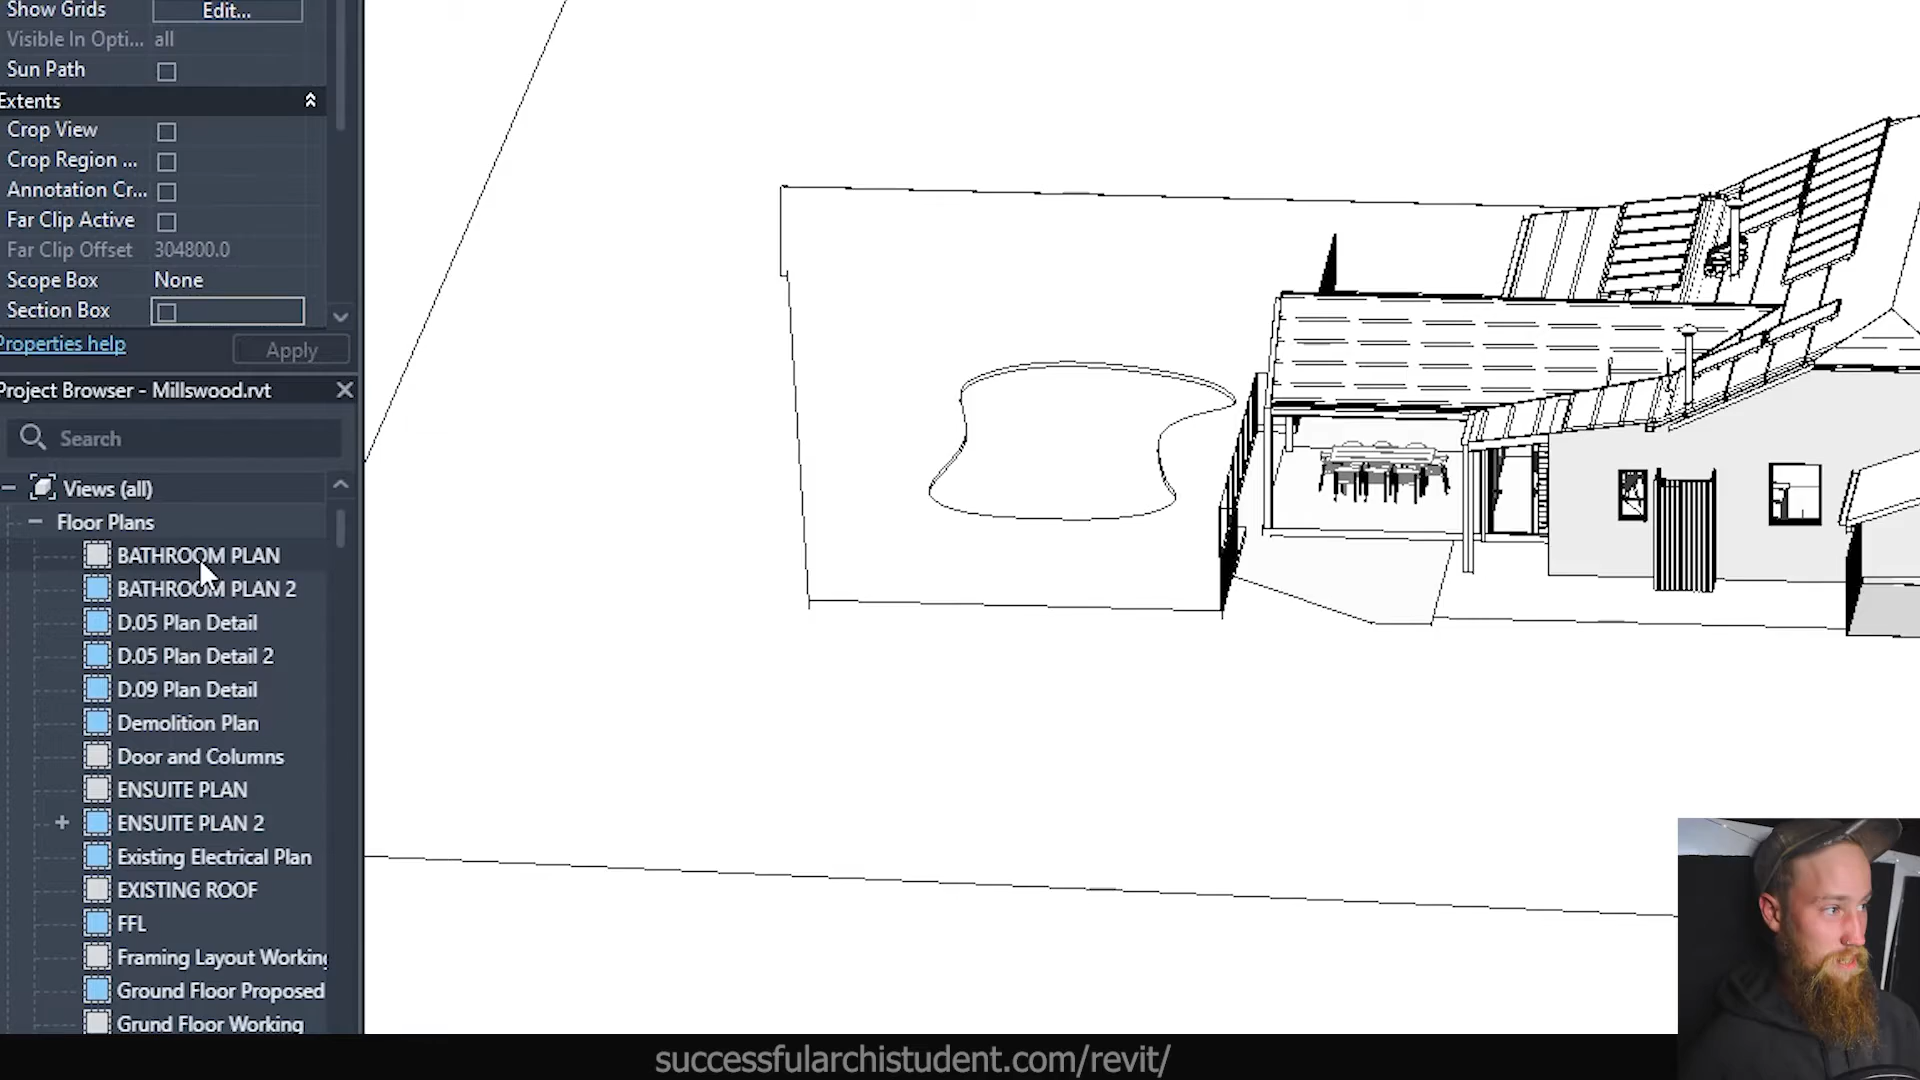 Show Grids Edit...
Visible In Opti... all
Sun Path
Extents
Crop View
Crop Region ...
Annotation Cr...
Far Clip Active
Far Clip Offset 304800.0
Scope Box None
Section Box
Properties help Apply
Project Browser - Millswood.rvt
Search
Views (all)
Floor Plans
BATHROOM PLAN
BATHROOM PLAN 2
D.05 Plan Detail
D.05 Plan Detail 2
D.09 Plan Detail
Demolition Plan
Door and Columns
ENSUITE PLAN
ENSUITE PLAN 2
Existing Electrical Plan
EXISTING ROOF
FFL
Framing Layout Working
Ground Floor Proposed
Grund Floor Working
successfularchistudent.com/revit/